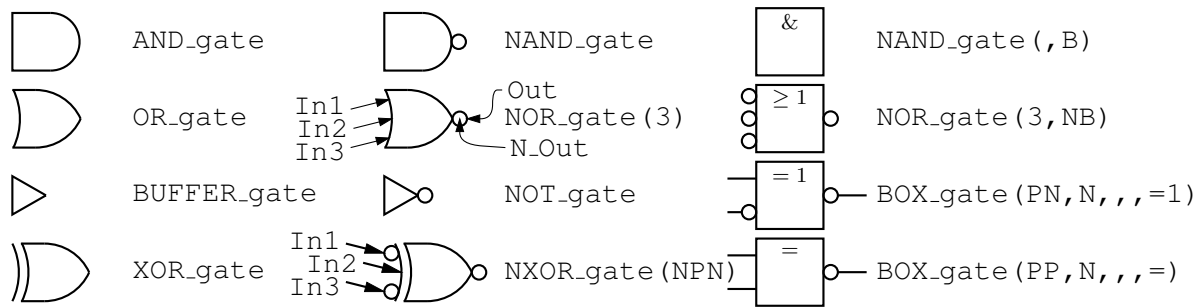 AND_gate NAND_gate & NAND_gate(,B)
Out
In1 ≥ 1
OR_gate In2 NOR_gate(3) NOR_gate(3,NB)
In3 N_Out
BUFFER_gate NOT_gate = 1 BOX_gate(PN,N,,,=1)
In1 =
XOR_gate In2 NXOR_gate(NPN) BOX_gate(PP,N,,,=)
In3